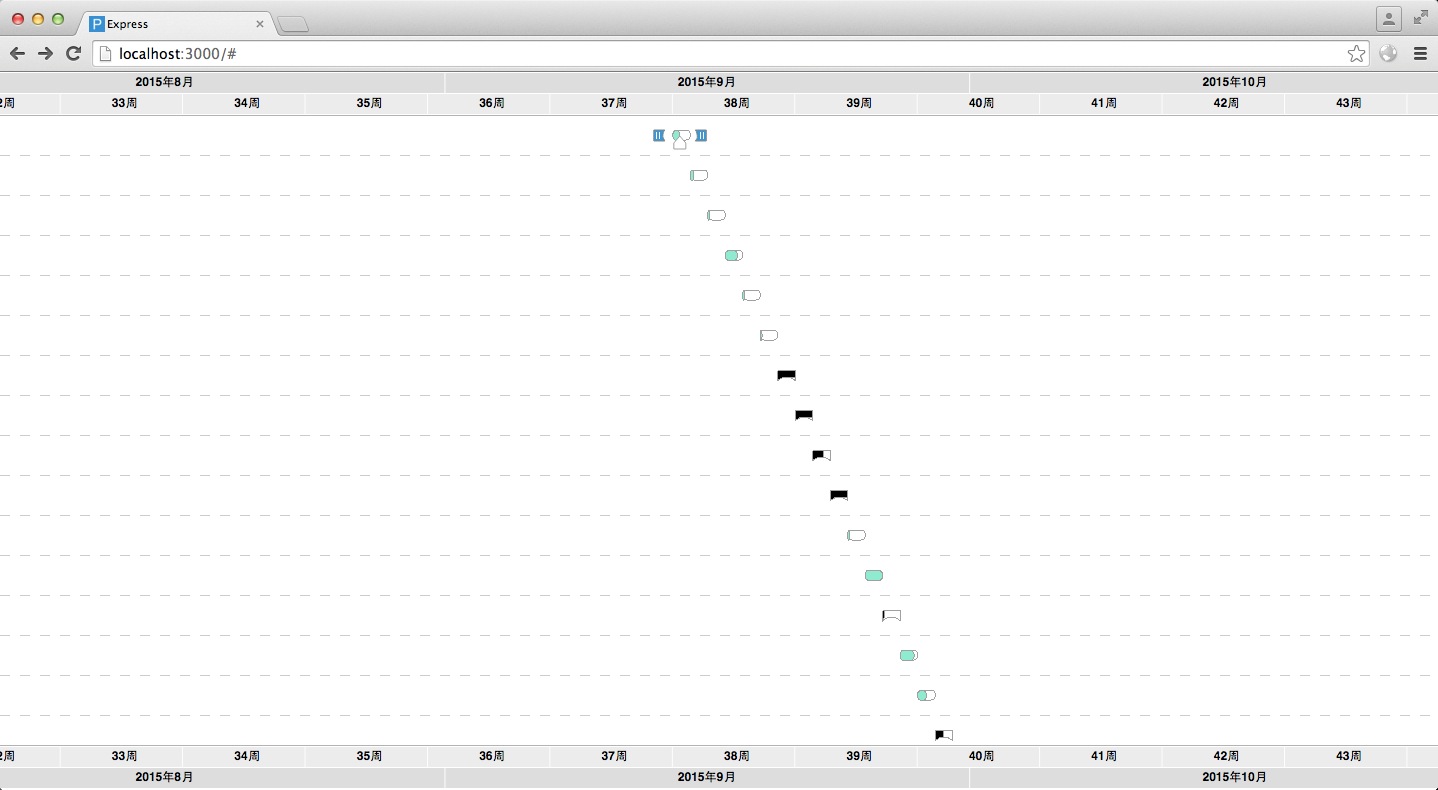 Express
localhost:3000/#
2015年8月 2015年9月 2015年10月
2周 33周 34周 35周 36周 37周 38周 39周 40周 41周 42周 43周
2周 33周 34周 35周 36周 37周 38周 39周 40周 41周 42周 43周
2015年8月 2015年9月 2015年10月